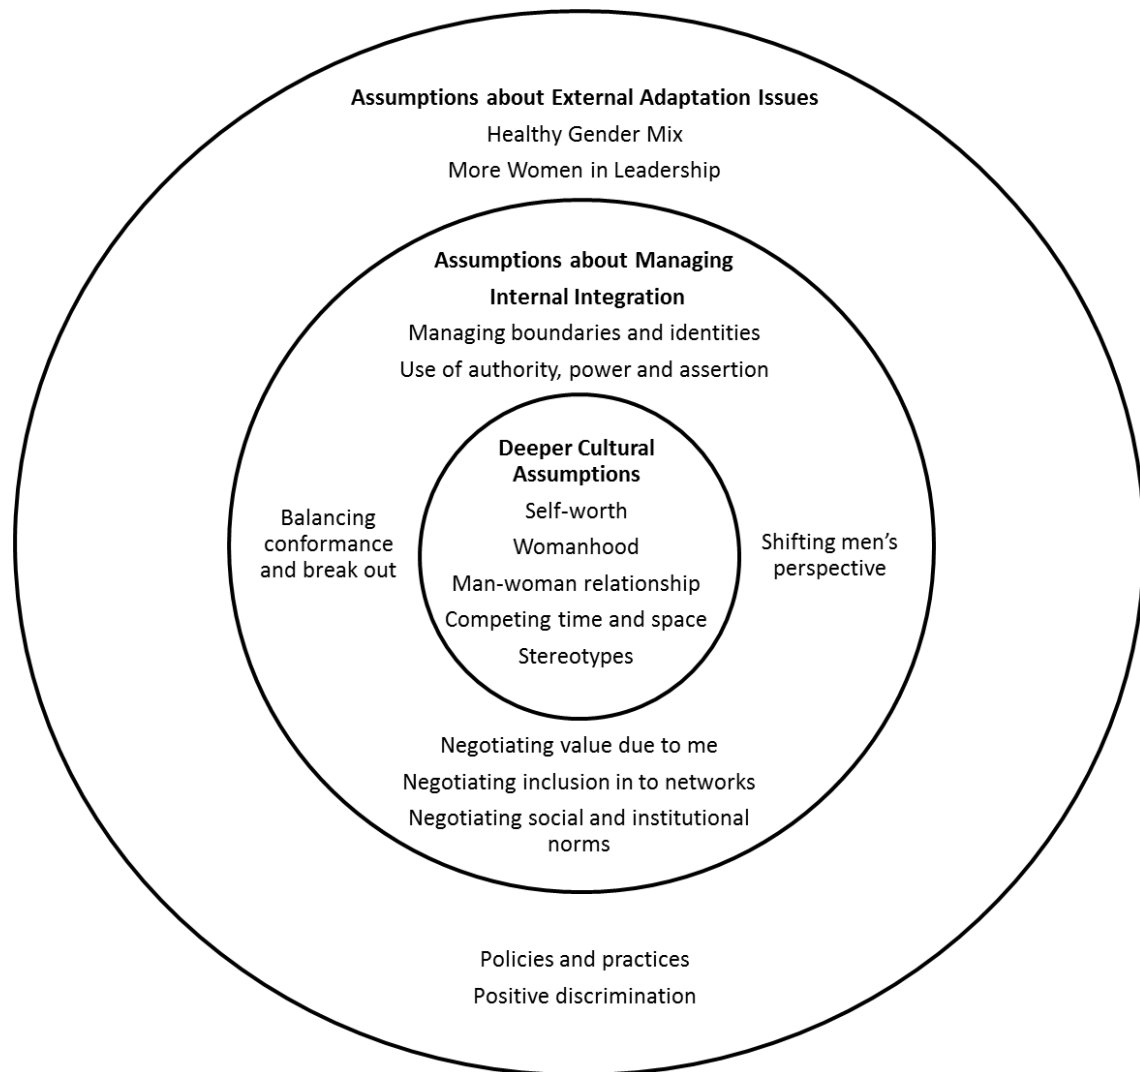 Assumptions about External Adaptation Issues
Healthy Gender Mix
More Women in Leadership
Assumptions about Managing
Internal Integration
Managing boundaries and identities
Use of authority, power and assertion
Deeper Cultural
Assumptions
Self-worth
Womanhood
Man-woman relationship
Competing time and space
Stereotypes
Balancing
conformance
and break out
Shifting men’s
perspective
Negotiating value due to me
Negotiating inclusion in to networks
Negotiating social and institutional
norms
Policies and practices
Positive discrimination